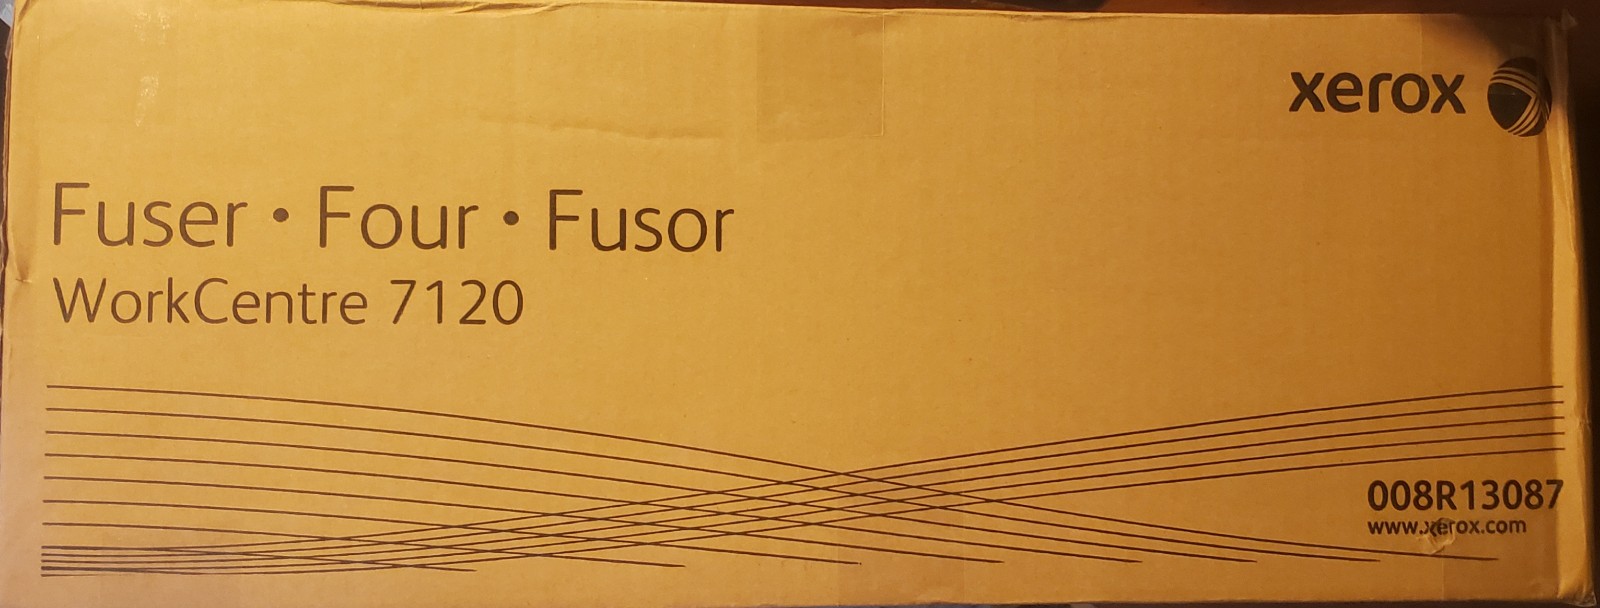 xerox
Fuser • Four • Fusor
WorkCentre 7120
008R13087
www.xerox.com